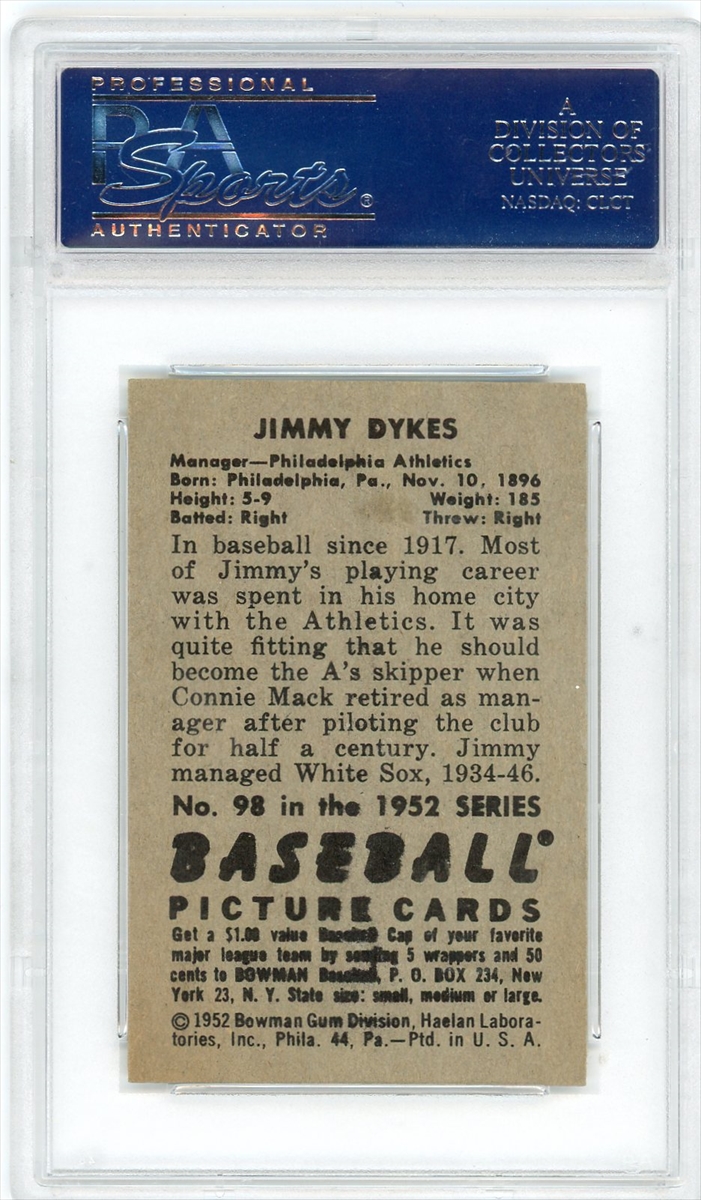 PROFESSIONAL
PSA
Sports®
AUTHENTICATOR
A
DIVISION OF
COLLECTORS
UNIVERSE
NASDAQ: CLCT
JIMMY DYKES
Manager—Philadelphia Athletics
Born: Philadelphia, Pa., Nov. 10, 1896
Height: 5-9 Weight: 185
Batted: Right Threw: Right
In baseball since 1917. Most
of Jimmy's playing career
was spent in his home city
with the Athletics. It was
quite fitting that he should
become the A's skipper when
Connie Mack retired as man-
ager after piloting the club
for half a century. Jimmy
managed White Sox, 1934-46.
No. 98 in the 1952 SERIES
BASEBALL®
PICTURE CARDS
Get a $1.00 value Baseball Cap of your favorite
major league team by sending 5 wrappers and 50
cents to BOWMAN Baseball, P. O. BOX 234, New
York 23, N. Y. State size: small, medium or large.
© 1952 Bowman Gum Division, Haelan Labora-
tories, Inc., Phila. 44, Pa.—Ptd. in U. S. A.